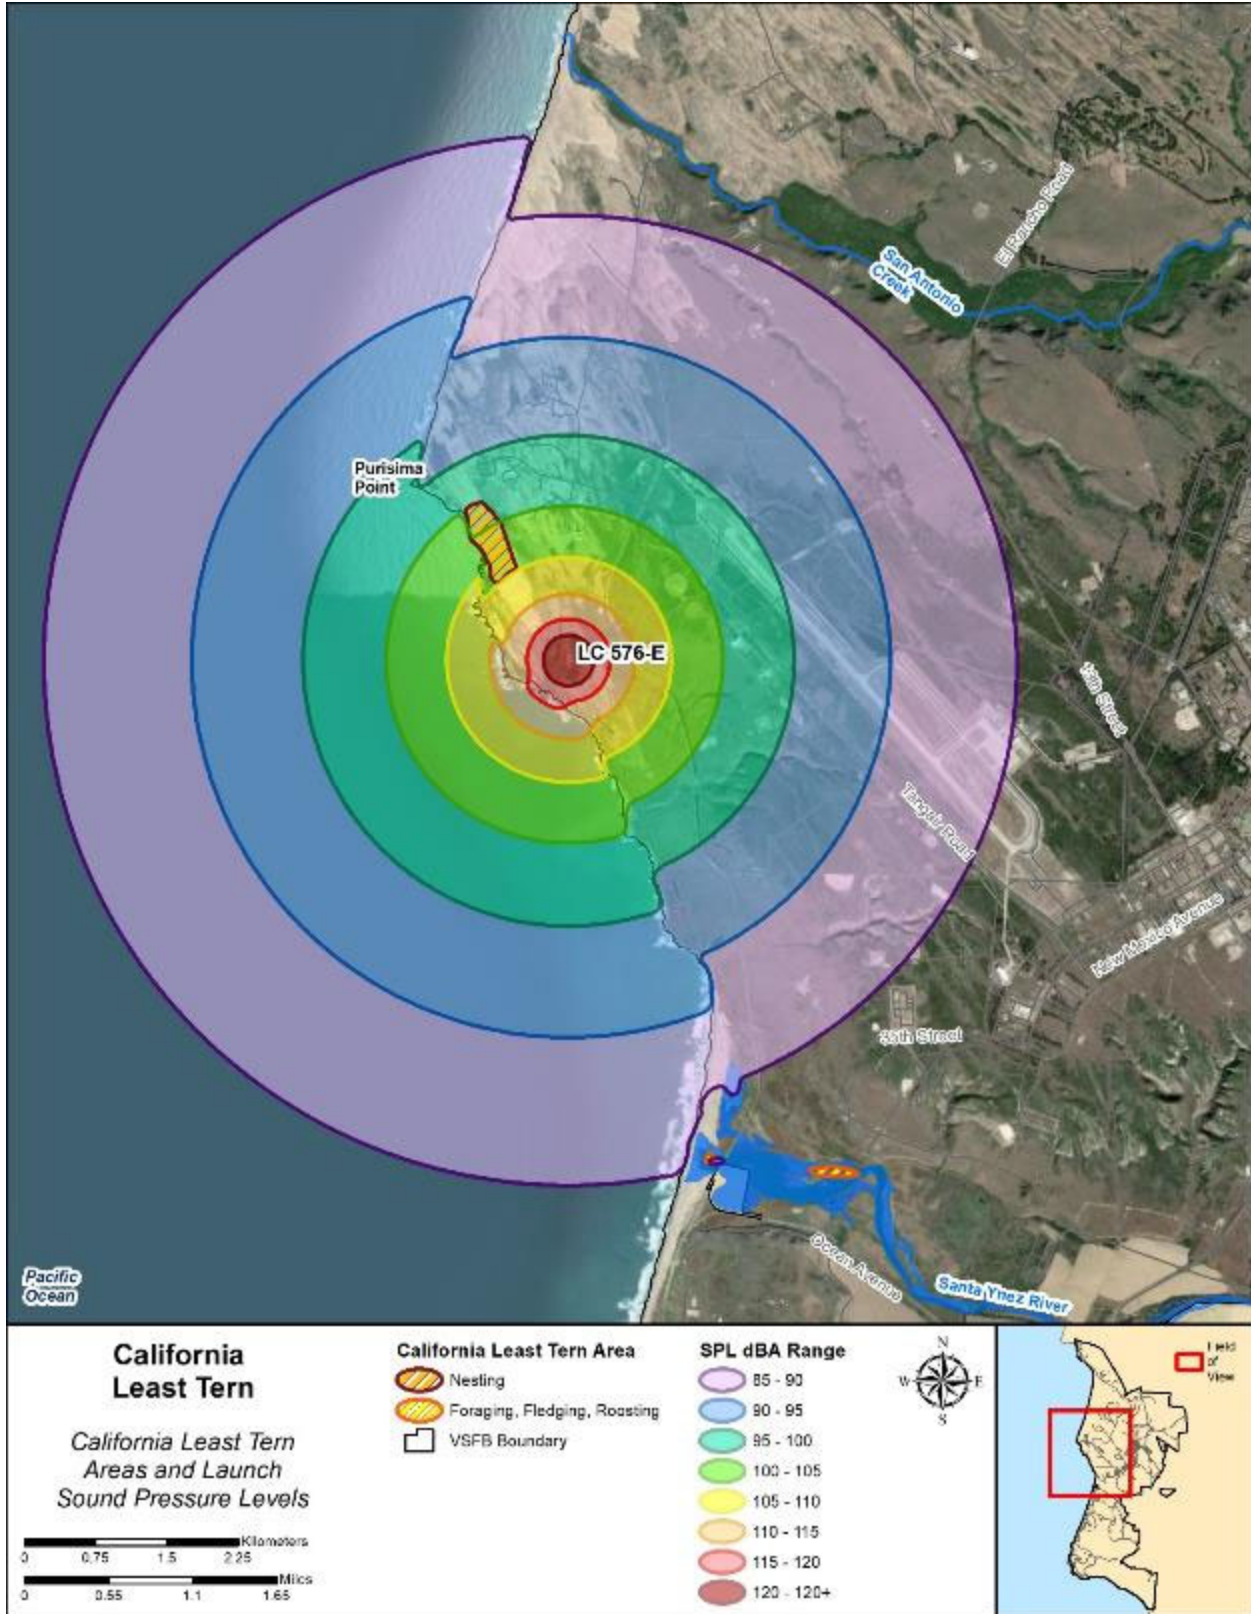 El Rancho Road
San Antonio
Creek
Purisima
Point
LC 576-E
13th Street
Tangair Road
New Mexico Avenue
35th Street
Ocean Avenue
Santa Ynez River
Pacific
Ocean
California
Least Tern
California Least Tern
Areas and Launch
Sound Pressure Levels
Kilometers
0 0.75 1.5 2.25
Miles
0 0.55 1.1 1.65
California Least Tern Area
Nesting
Foraging, Fledging, Roosting
VSFB Boundary
SPL dBA Range
85 - 90
90 - 95
95 - 100
100 - 105
105 - 110
110 - 115
115 - 120
120 - 120+
N
W E
S
Field
of
View